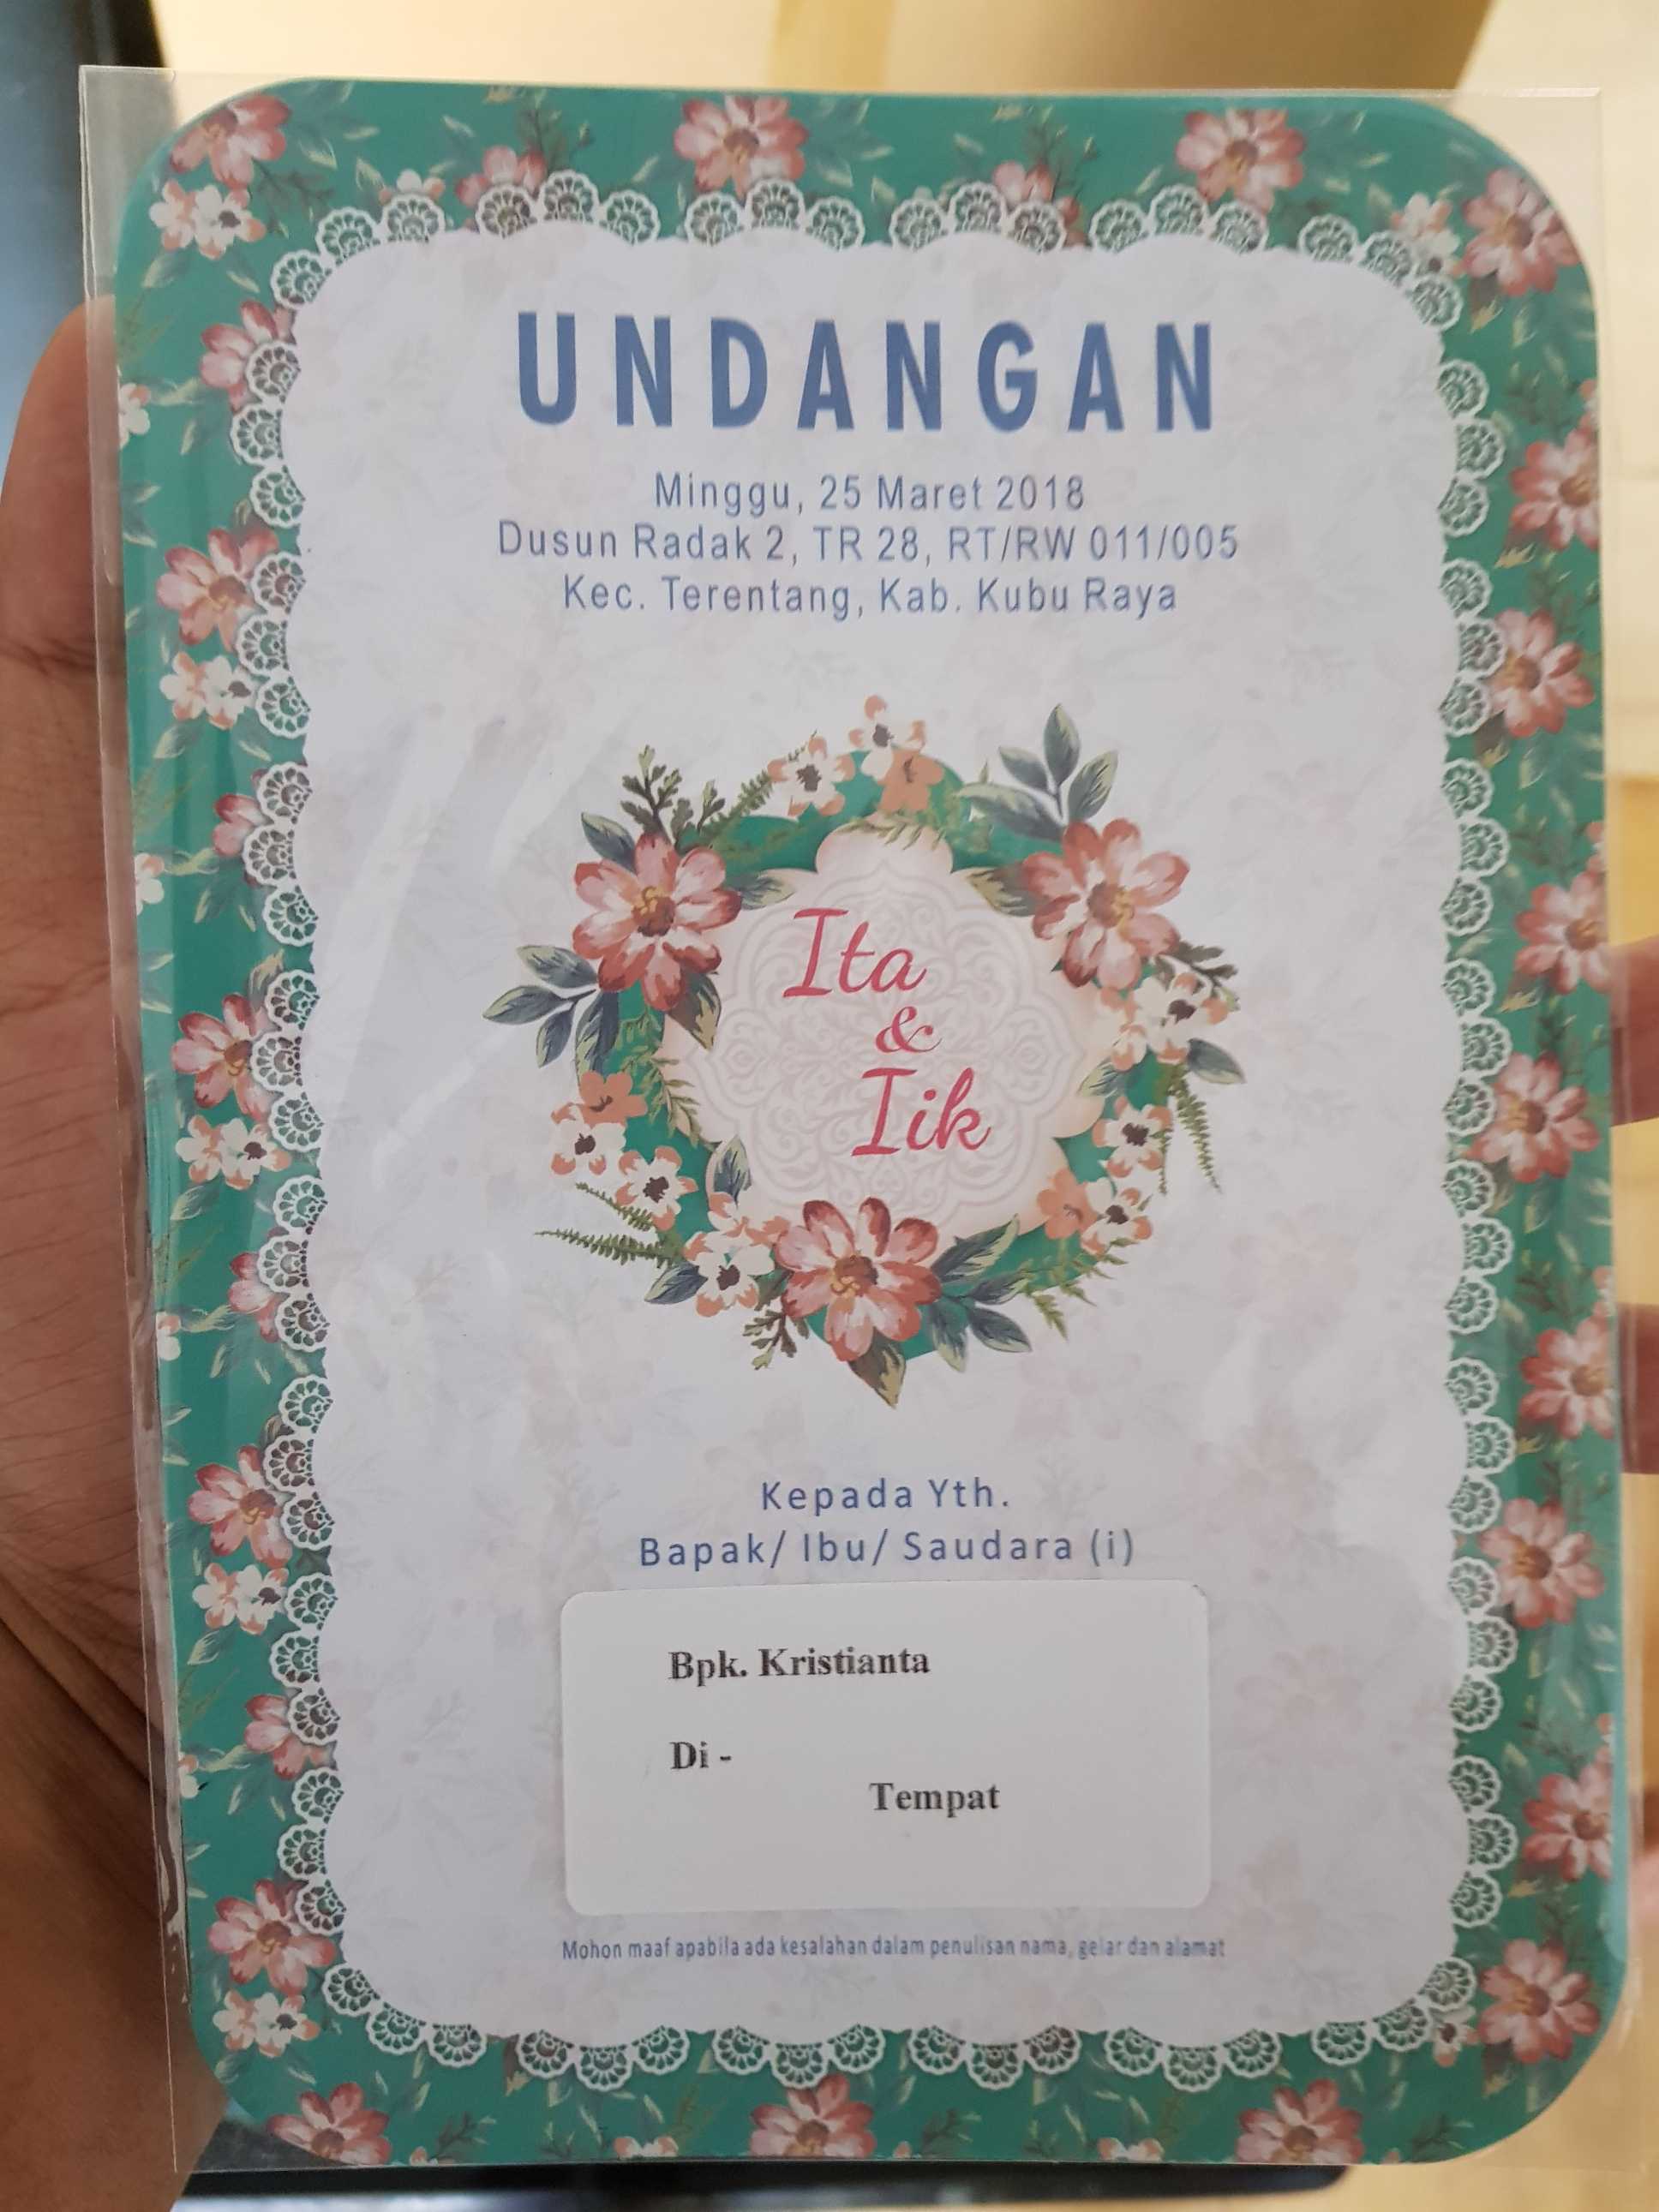 UNDANGAN
Minggu, 25 Maret 2018
Dusun Radak 2, TR 28, RT/RW 011/005
Kec. Terentang, Kab. Kubu Raya
Ita
&
Iik
Kepada Yth.
Bapak/ Ibu/ Saudara (i)
Bpk. Kristianta
Di -
Tempat
Mohon maaf apabila ada kesalahan dalam penulisan nama, gelar dan alamat